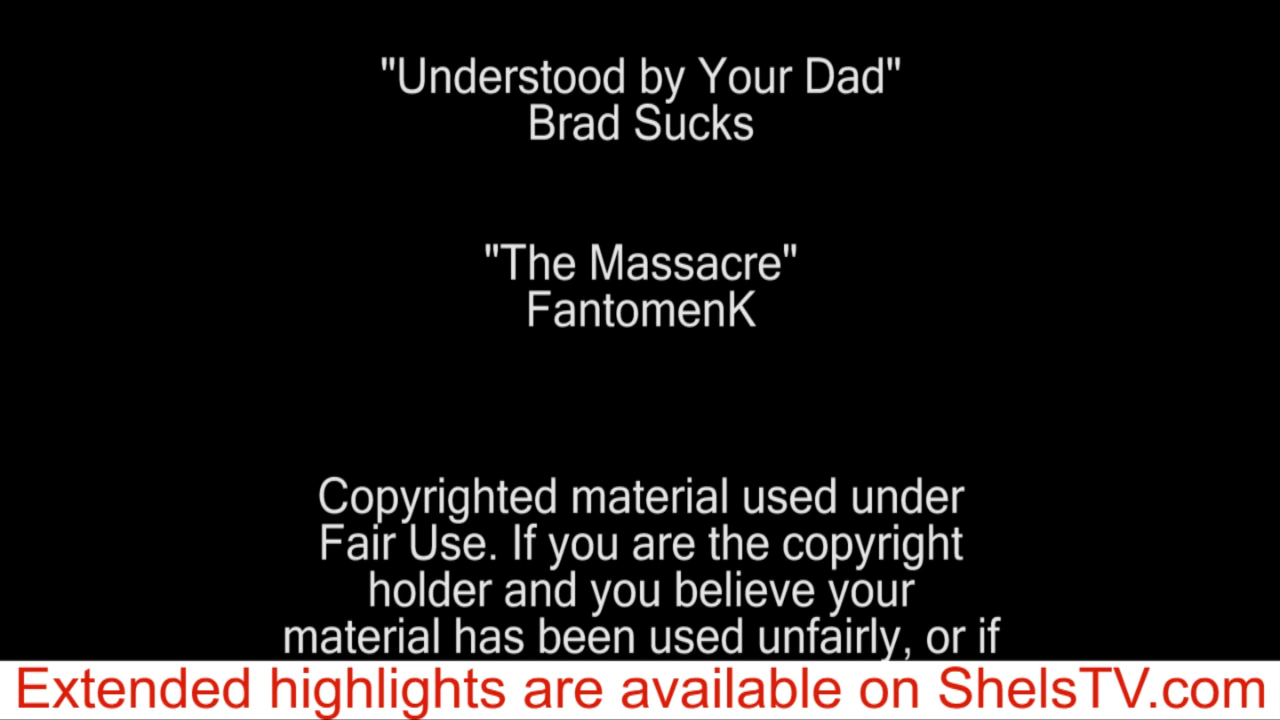 "Understood by Your Dad"
Brad Sucks
"The Massacre"
FantomenK
Copyrighted material used under
Fair Use. If you are the copyright
holder and you believe your
material has been used unfairly, or if
Extended highlights are available on ShelsTV.com